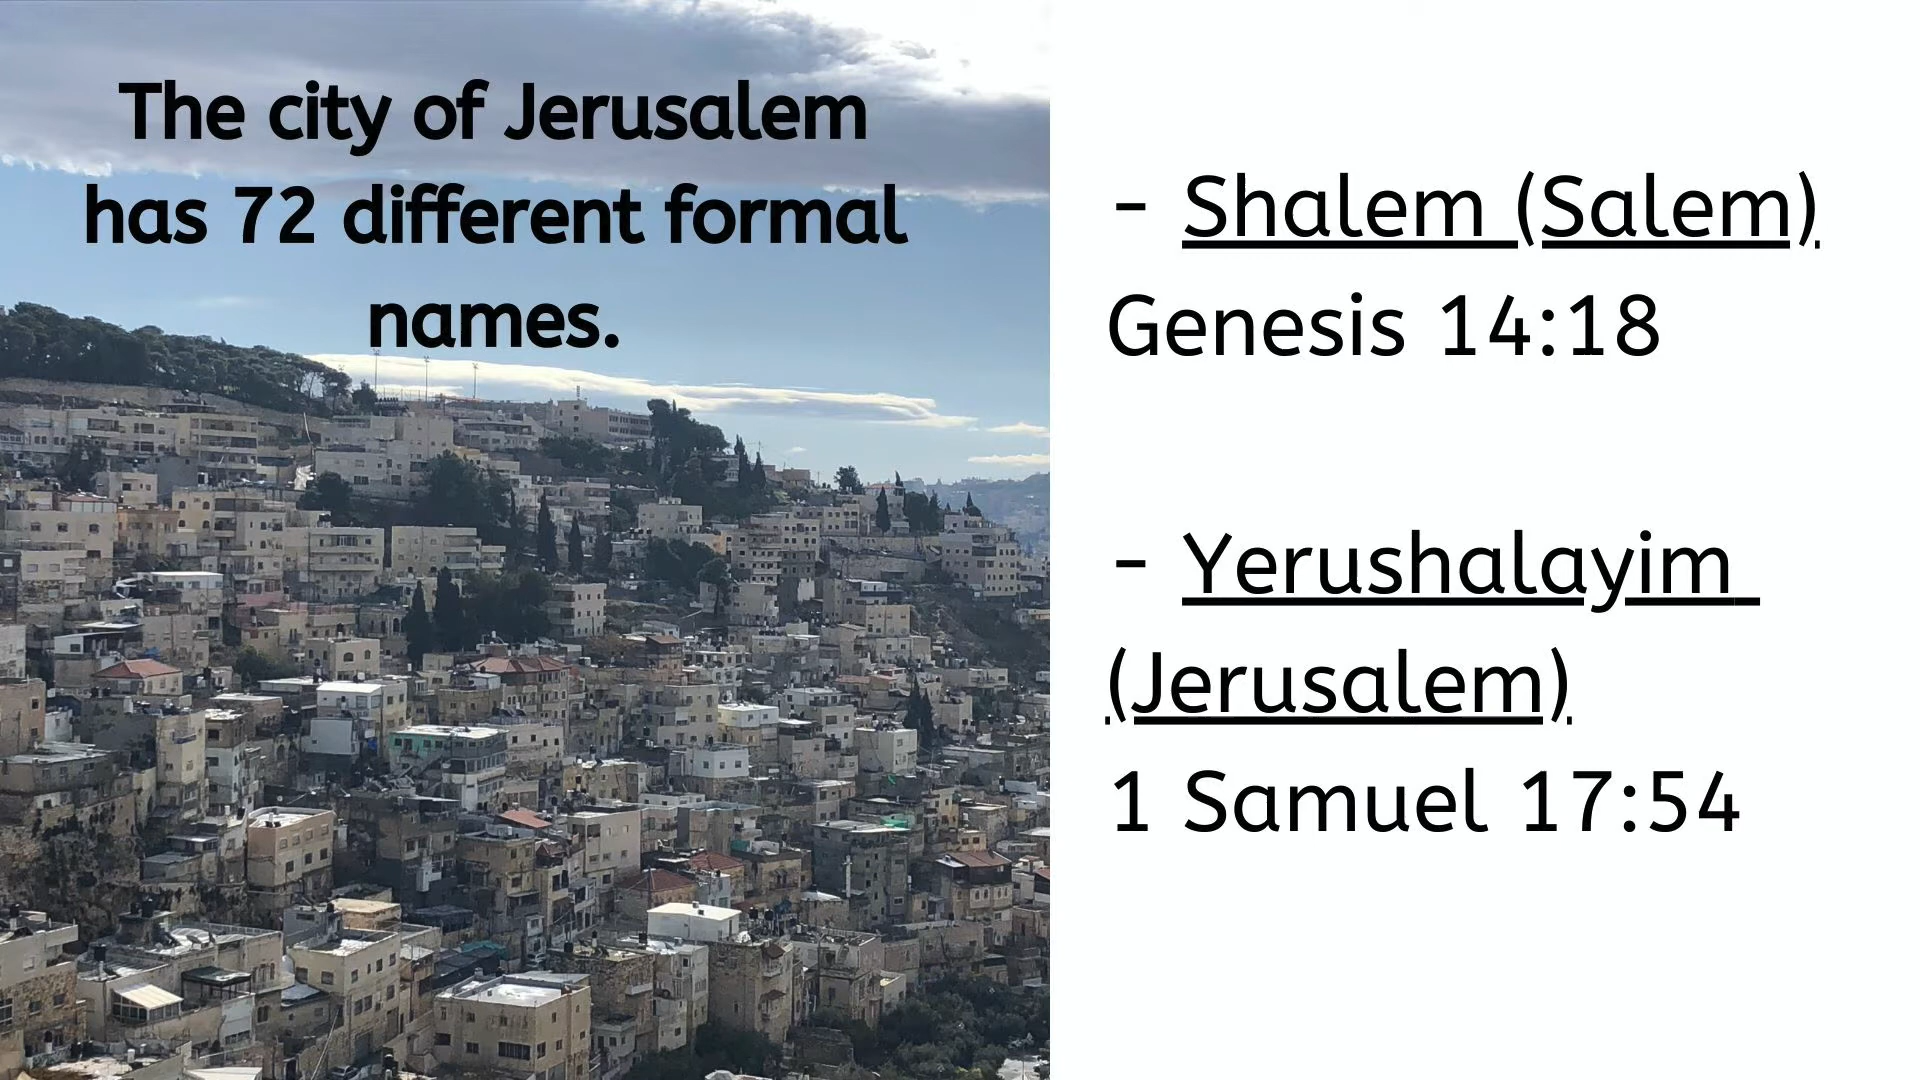 The city of Jerusalem
has 72 different formal
names.
- Shalem (Salem)
Genesis 14:18
- Yerushalayim
(Jerusalem)
1 Samuel 17:54